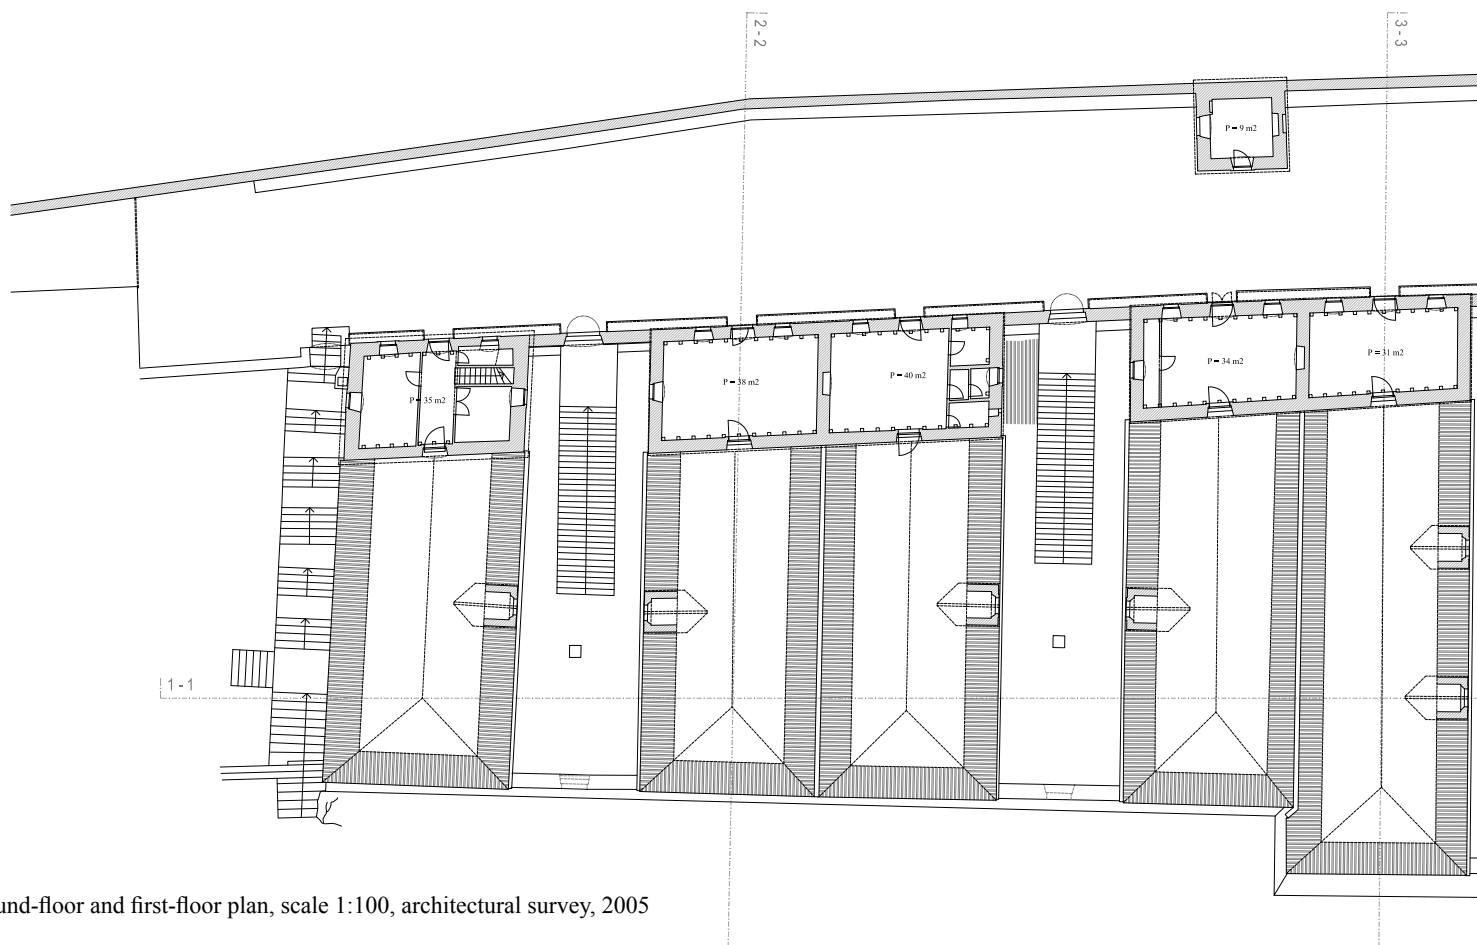 2-2
3-3
P = 9 m2
P = 35 m2
P = 38 m2
P = 40 m2
P = 34 m2
P = 31 m2
1-1
und-floor and first-floor plan, scale 1:100, architectural survey, 2005